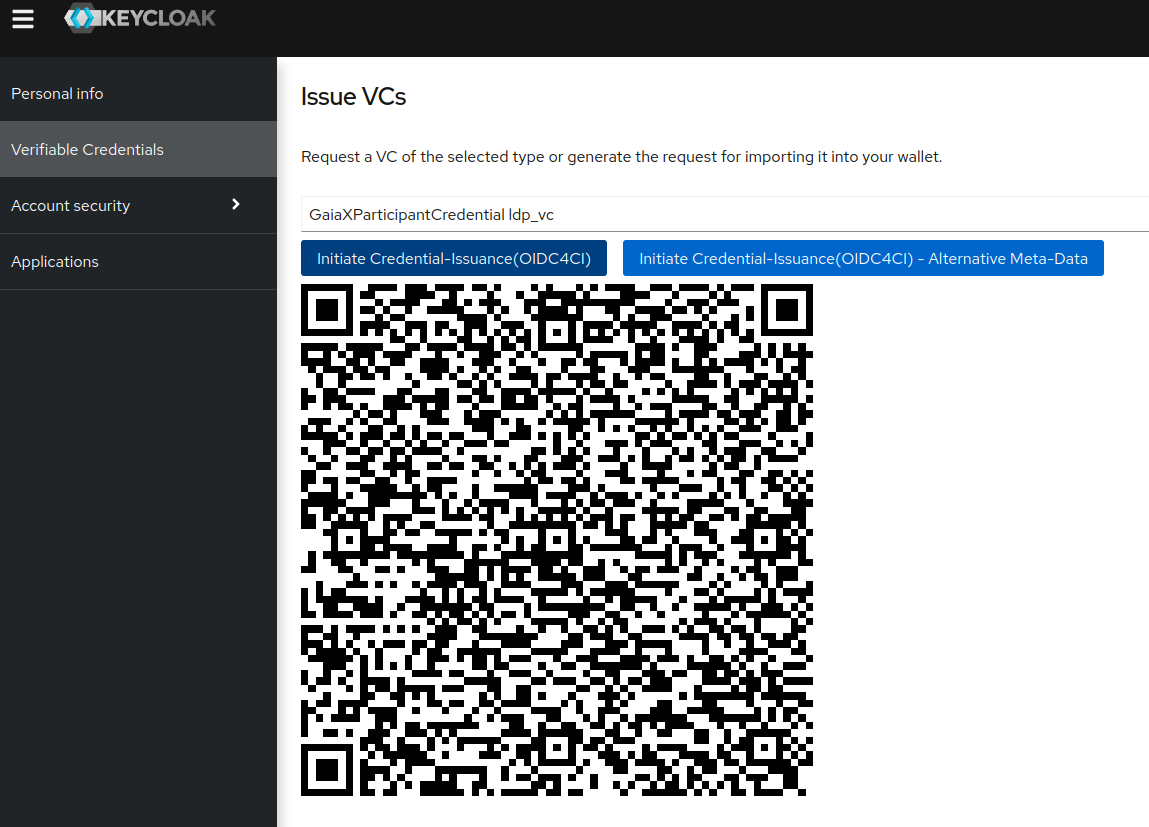 KEYCLOAK
Personal info
Verifiable Credentials
Account security
Applications
Issue VCs
Request a VC of the selected type or generate the request for importing it into your wallet.
GaiaXParticipantCredential ldp_vc
Initiate Credential-Issuance(OIDC4CI)
Initiate Credential-Issuance(OIDC4CI) - Alternative Meta-Data